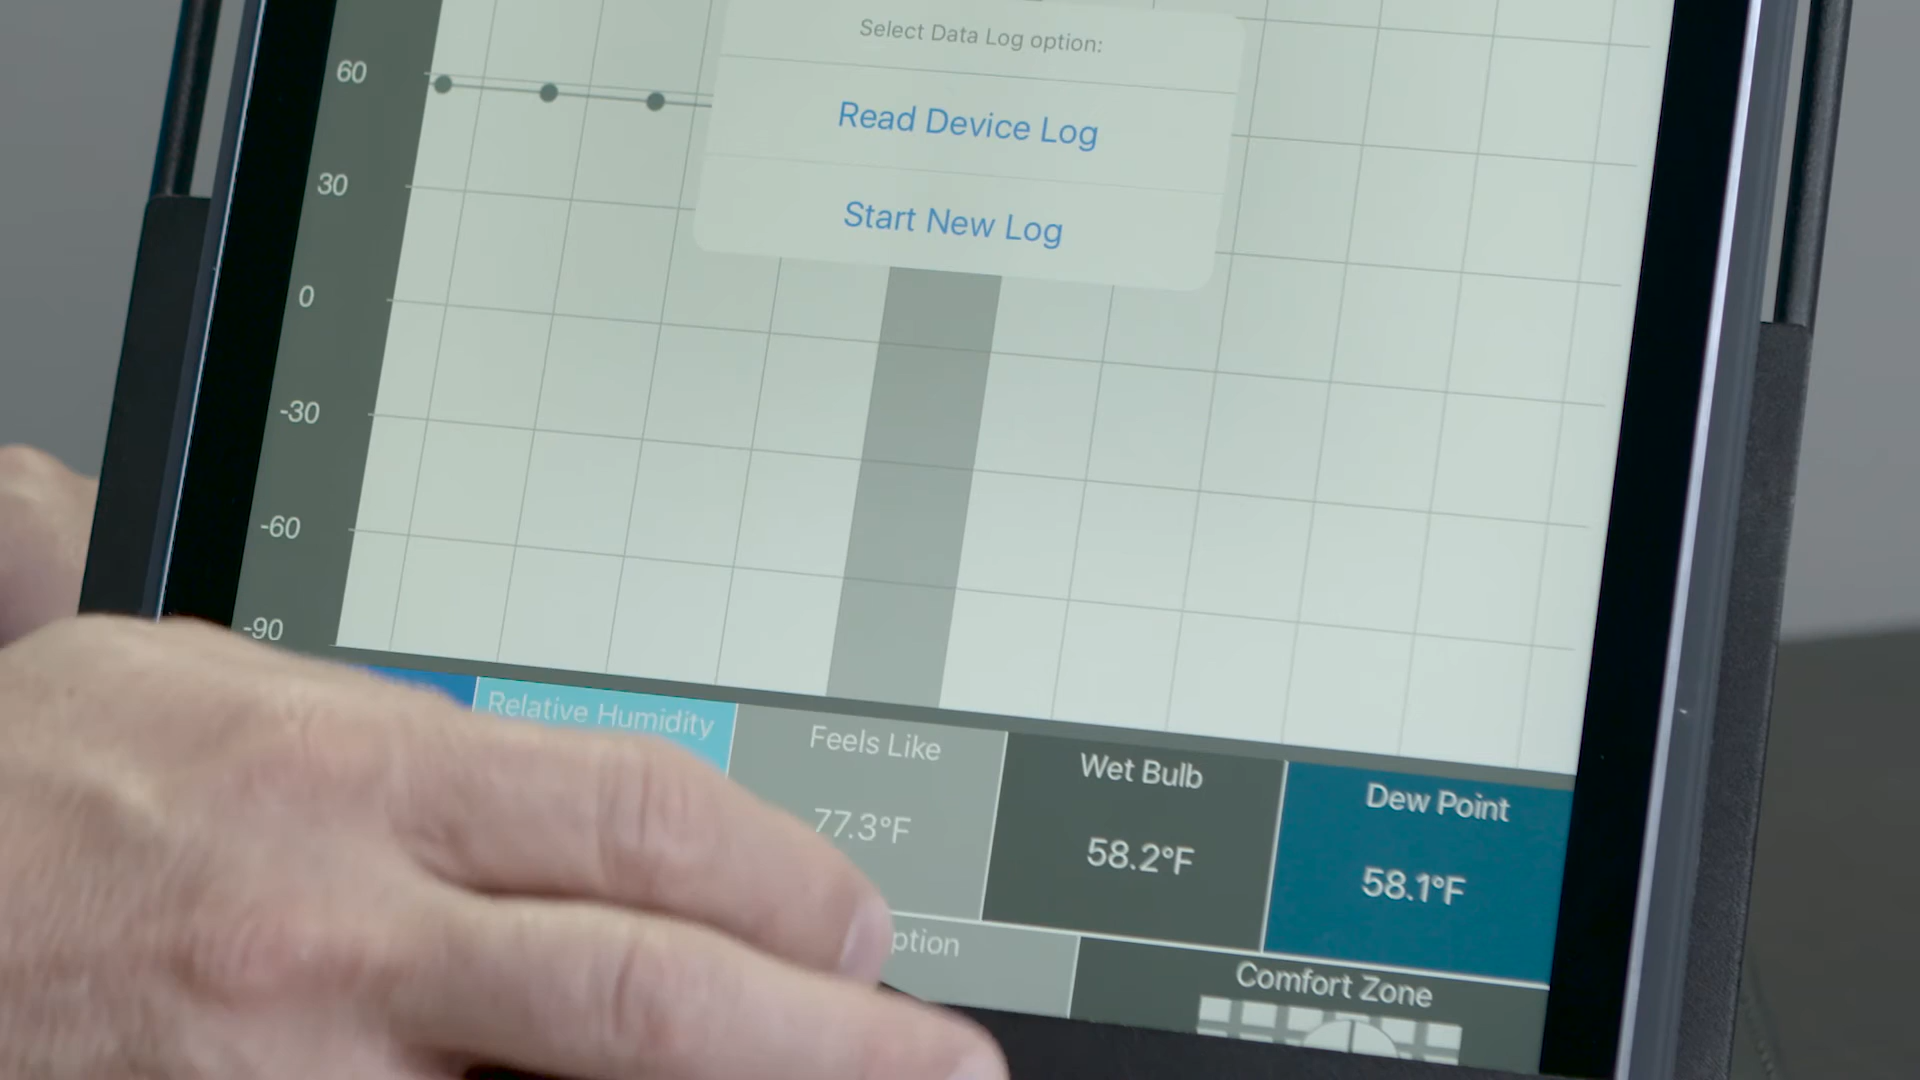 Select Data Log option:
Read Device Log
Start New Log
60
30
0
-30
-60
-90
Relative Humidity
Feels Like
77.3°F
Wet Bulb
58.2°F
Dew Point
58.1°F
Comfort Zone